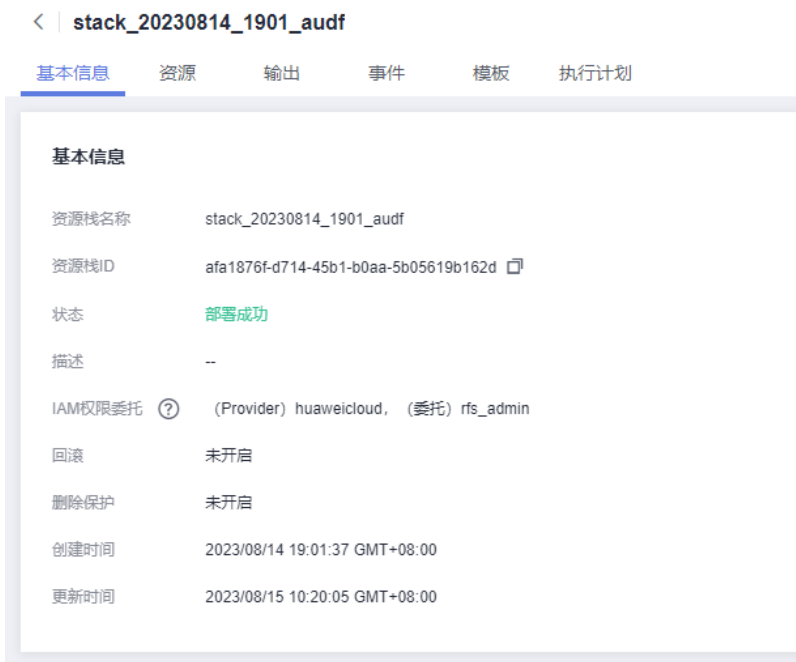 stack_20230814_1901_audf
基本信息 资源 输出 事件 模板 执行计划
基本信息
资源栈名称 stack_20230814_1901_audf
资源栈ID afa1876f-d714-45b1-b0aa-5b05619b162d
状态 部署成功
描述 --
IAM权限委托 ? （Provider）huaweicloud, （委托）rfs_admin
回滚 未开启
删除保护 未开启
创建时间 2023/08/14 19:01:37 GMT+08:00
更新时间 2023/08/15 10:20:05 GMT+08:00